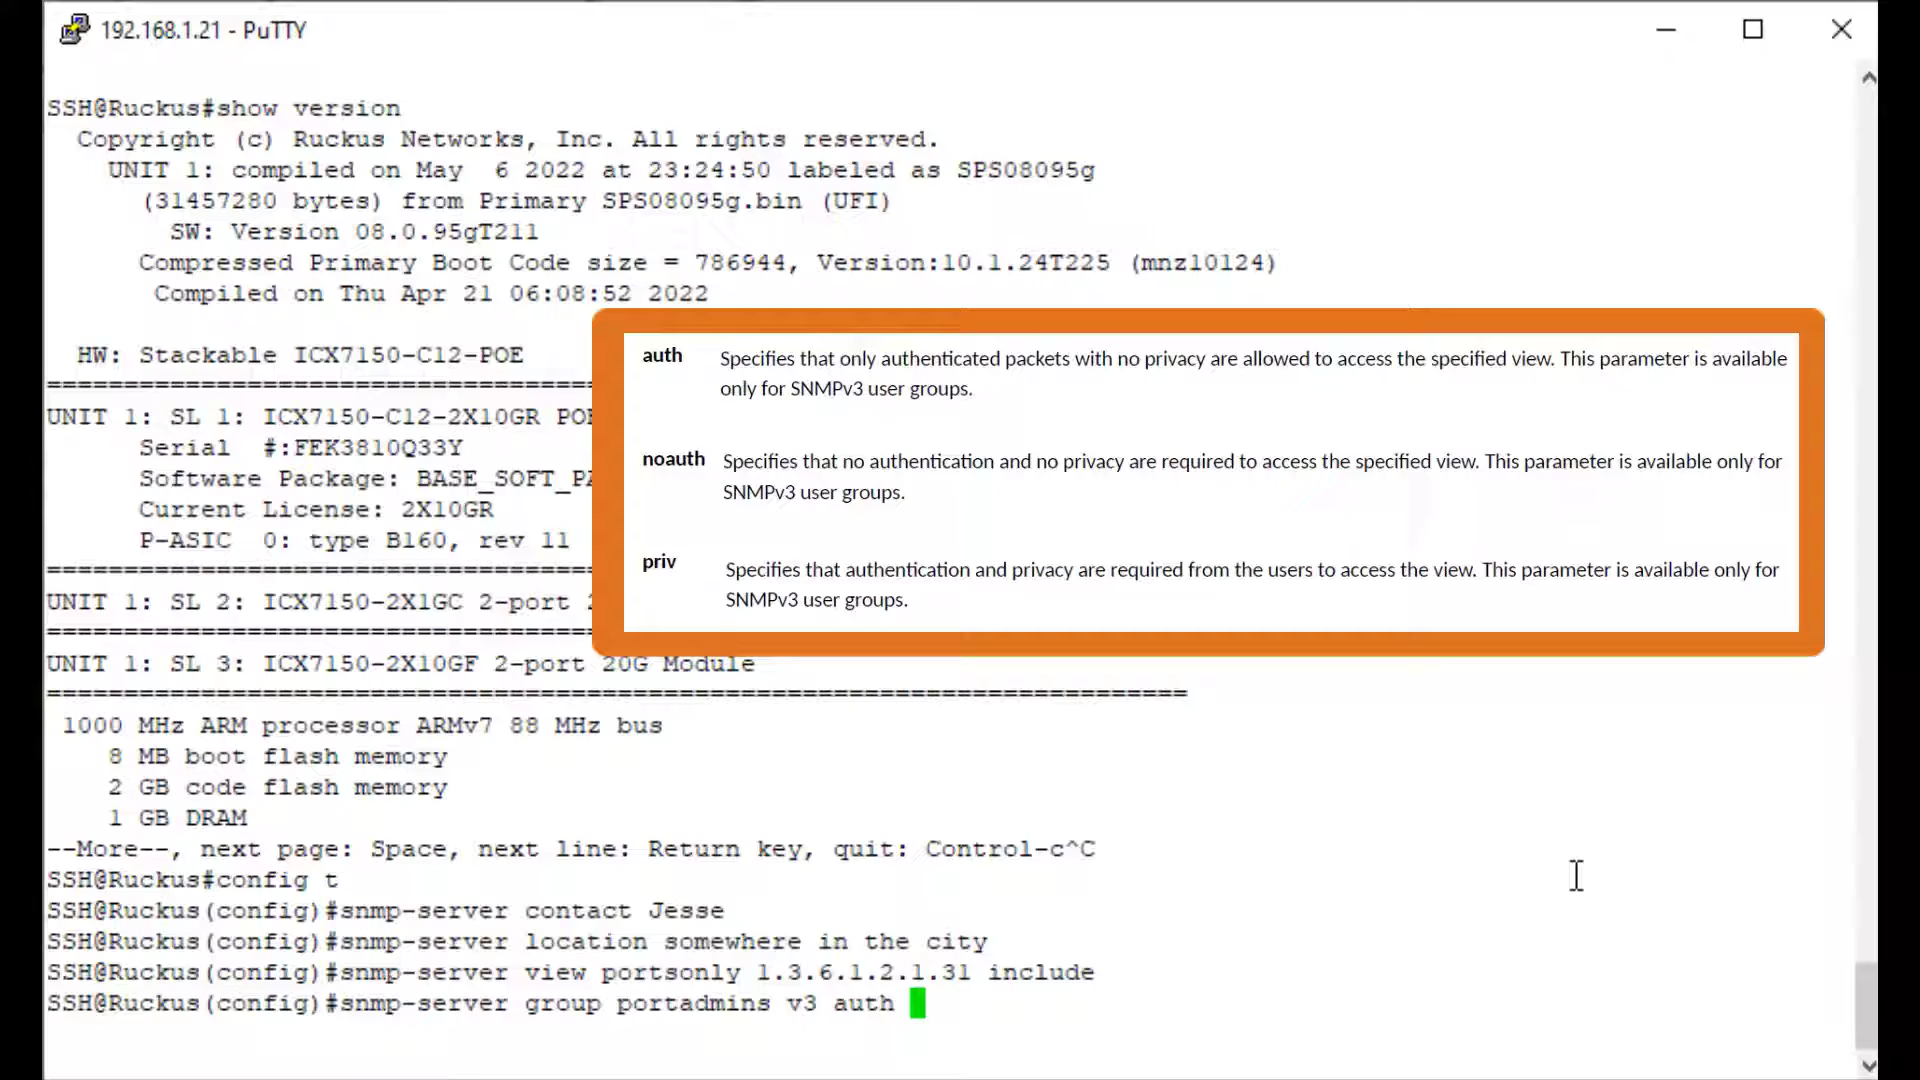 192.168.1.21 - PuTTY
SSH@Ruckus#show version
Copyright (c) Ruckus Networks, Inc. All rights reserved.
UNIT 1: compiled on May  6 2022 at 23:24:50 labeled as SPS08095g
(31457280 bytes) from Primary SPS08095g.bin (UFI)
SW: Version 08.0.95gT211
Compressed Primary Boot Code size = 786944, Version:10.1.24T225 (mnz10124)
Compiled on Thu Apr 21 06:08:52 2022
HW: Stackable ICX7150-C12-POE
==========================================================================
UNIT 1: SL 1: ICX7150-C12-2X10GR POE
Serial  #:FEK3810Q33Y
Software Package: BASE_SOFT_PA
Current License: 2X10GR
P-ASIC  0: type B160, rev 11
==========================================================================
UNIT 1: SL 2: ICX7150-2X1GC 2-port 2
==========================================================================
UNIT 1: SL 3: ICX7150-2X10GF 2-port 20G Module
==========================================================================
1000 MHz ARM processor ARMv7 88 MHz bus
8 MB boot flash memory
2 GB code flash memory
1 GB DRAM
--More--, next page: Space, next line: Return key, quit: Control-c^C
SSH@Ruckus#config t
SSH@Ruckus(config)#snmp-server contact Jesse
SSH@Ruckus(config)#snmp-server location somewhere in the city
SSH@Ruckus(config)#snmp-server view portsonly 1.3.6.1.2.1.31 include
SSH@Ruckus(config)#snmp-server group portadmins v3 auth
auth Specifies that only authenticated packets with no privacy are allowed to access the specified view. This parameter is available
only for SNMPv3 user groups.
noauth Specifies that no authentication and no privacy are required to access the specified view. This parameter is available only for
SNMPv3 user groups.
priv Specifies that authentication and privacy are required from the users to access the view. This parameter is available only for
SNMPv3 user groups.